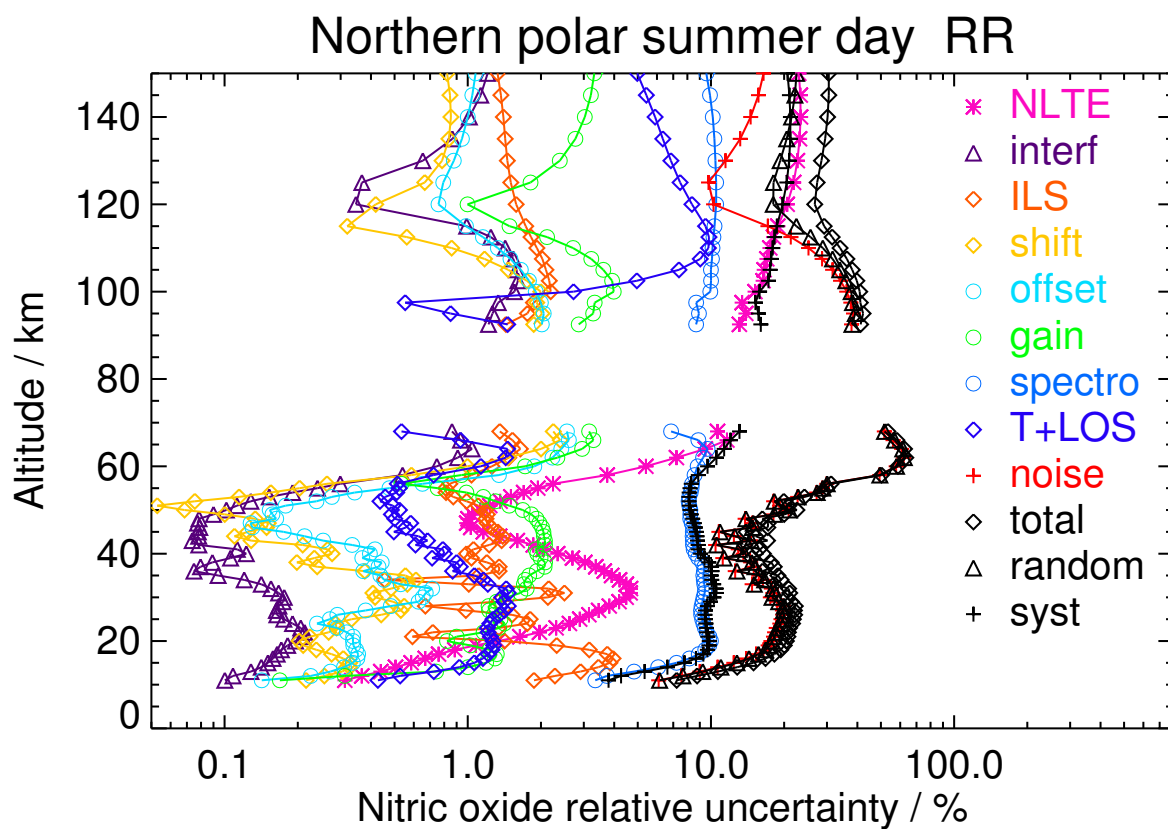 Northern polar summer day RR
Altitude / km
140
120
100
80
60
40
20
0
0.1 1.0 10.0 100.0
Nitric oxide relative uncertainty / %
NLTE
interf
ILS
shift
offset
gain
spectro
T+LOS
noise
total
random
syst